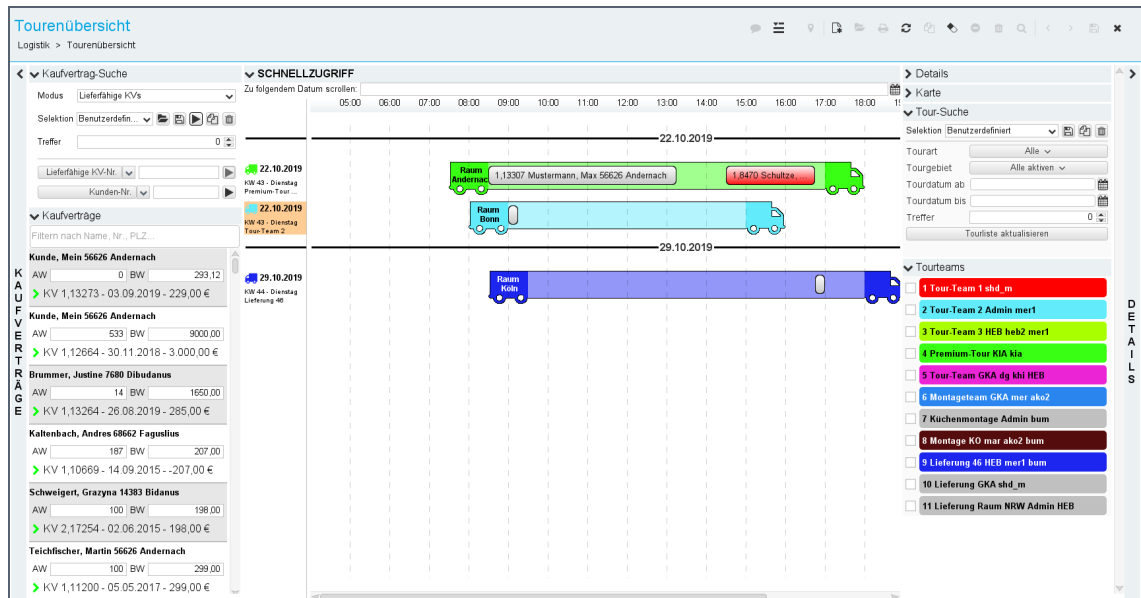 Tourenübersicht
Logistik > Tourenübersicht
KAUFVERTRÄGE
Kaufvertrag-Suche
Modus Lieferfähige KVs
Selektion Benutzerdefin...
Treffer 0
Lieferfähige KV-Nr.
Kunden-Nr.
Kaufverträge
Filtern nach Name, Nr., PLZ...
Kunde, Mein 56626 Andernach
AW 0 BW 293,12
KV 1,13273 - 03.09.2019 - 229,00 €
Kunde, Mein 56626 Andernach
AW 533 BW 9000,00
KV 1,12664 - 30.11.2018 - 3.000,00 €
Brummer, Justine 7680 Dibudanus
AW 14 BW 1650,00
KV 1,13264 - 26.08.2019 - 285,00 €
Kaltenbach, Andres 68662 Faguslius
AW 187 BW 207,00
KV 1,10669 - 14.09.2015 - -207,00 €
Schweigert, Grazyna 14383 Bidanus
AW 100 BW 198,00
KV 2,17254 - 02.06.2015 - 198,00 €
Teichfischer, Martin 56626 Andernach
AW 100 BW 299,00
KV 1,11200 - 05.05.2017 - 299,00 €
SCHNELLZUGRIFF
Zu folgendem Datum scrollen:
05:00 06:00 07:00 08:00 09:00 10:00 11:00 12:00 13:00 14:00 15:00 16:00 17:00 18:00 1
22.10.2019
22.10.2019
KW 43 - Dienstag
Premium-Tour ...
Raum
Andernac
1,13307 Mustermann, Max 56626 Andernach
1,8470 Schultze, ...
22.10.2019
KW 43 - Dienstag
Tour-Team 2
Raum
Bonn
29.10.2019
29.10.2019
KW 44 - Dienstag
Lieferung 46
Raum
Köln
Details
Karte
Tour-Suche
Selektion Benutzerdefiniert
Tourart Alle
Tourgebiet Alle aktiven
Tourdatum ab
Tourdatum bis
Treffer 0
Tourliste aktualisieren
Tourteams
1 Tour-Team 1 shd_m
2 Tour-Team 2 Admin mer1
3 Tour-Team 3 HEB heb2 mer1
4 Premium-Tour KIA kia
5 Tour-Team GKA dg khi HEB
6 Montageteam GKA mer ako2
7 Küchenmontage Admin bum
8 Montage KO mar ako2 bum
9 Lieferung 46 HEB mer1 bum
10 Lieferung GKA shd_m
11 Lieferung Raum NRW Admin HEB
DETAILS